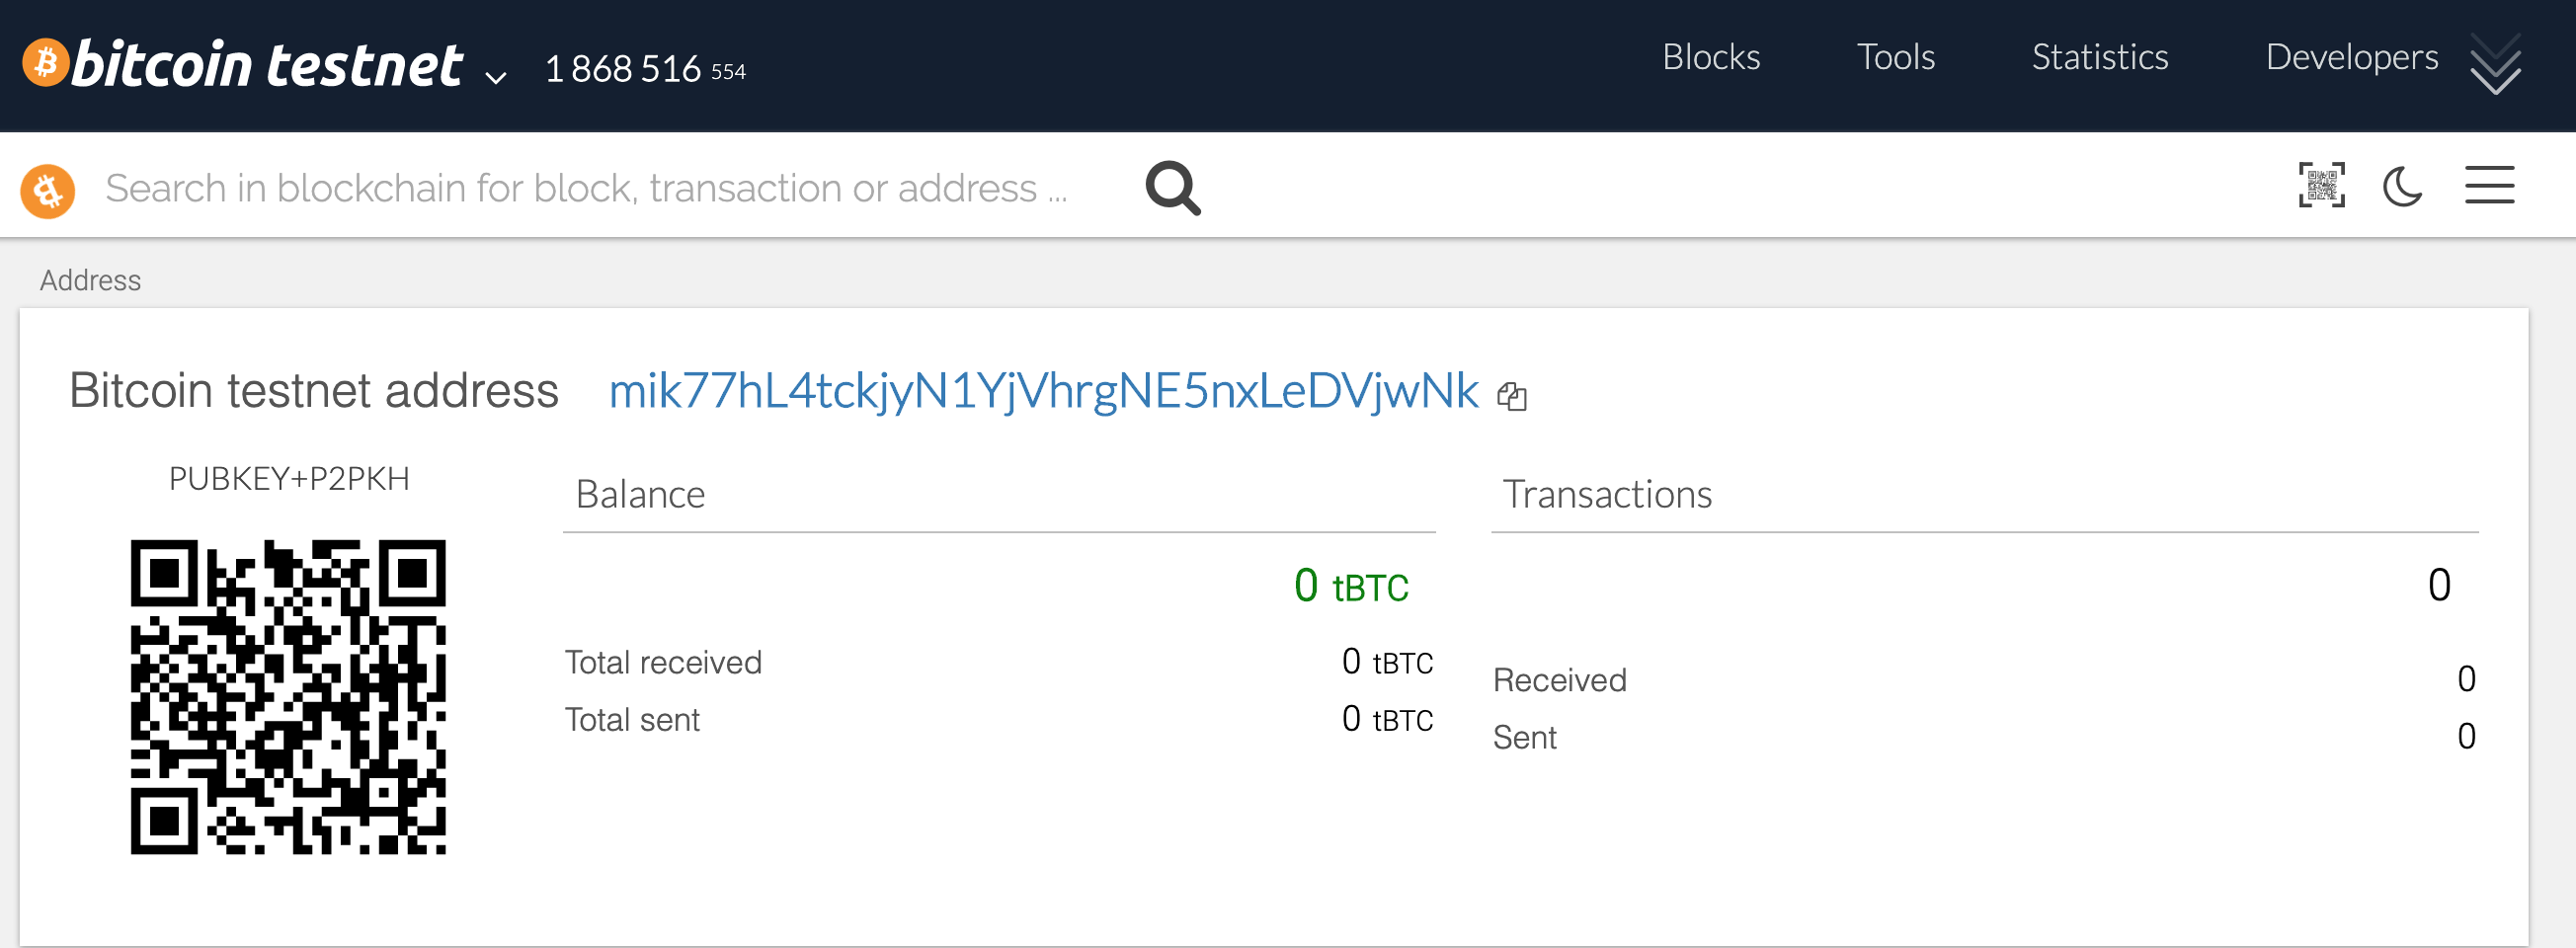 bitcoin testnet 1 868 516 554 Blocks Tools Statistics Developers
Search in blockchain for block, transaction or address ...
Address
Bitcoin testnet address mik77hL4tckjyN1YjVhrgNE5nxLeDVjwNk
PUBKEY+P2PKH
Balance
0 tBTC
Total received 0 tBTC
Total sent 0 tBTC
Transactions
0
Received 0
Sent 0